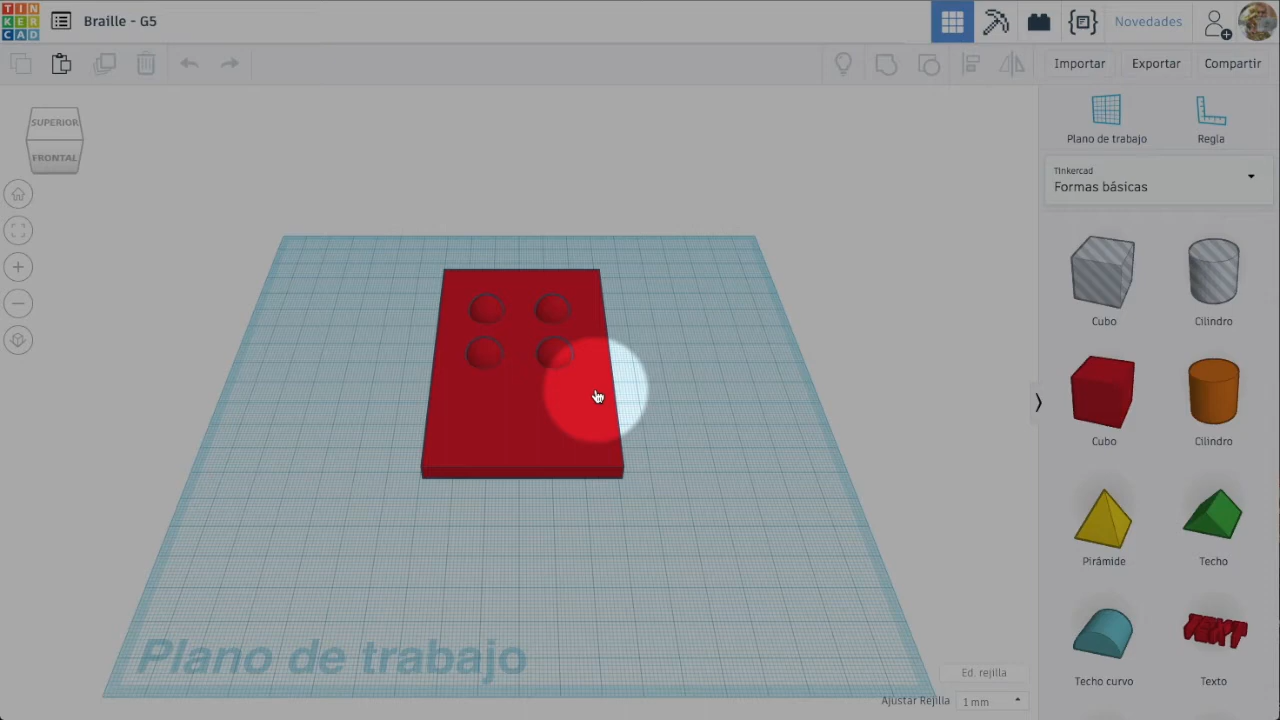 TIN
KER
CAD
Braille - G5
Novedades
Importar
Exportar
Compartir
SUPERIOR
FRONTAL
Plano de trabajo
Regla
Tinkercad
Formas básicas
Cubo
Cilindro
Cubo
Cilindro
Pirámide
Techo
TEXT
Techo curvo
Texto
Plano de trabajo
Ed. rejilla
Ajustar Rejilla
1 mm